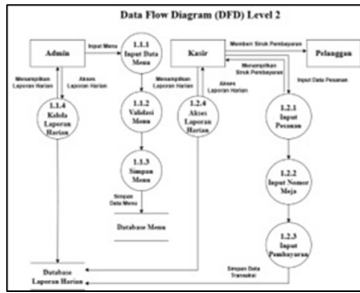 Data Flow Diagram (DFD) Level 2
Admin
Input Menu
1.1.1
Input Data
Menu
Kasir
Memberi Struk Pembayaran
Pelanggan
Menampilkan
Struk Pembayaran
Input Data Pesanan
Menampilkan
Laporan Harian
Akses
Laporan Harian
Menampilkan
Laporan Harian
Akses
Laporan Harian
1.1.4
Kelola
Laporan
Harian
1.1.2
Validasi
Menu
1.2.4
Akses
Laporan
Harian
1.2.1
Input
Pesanan
1.1.3
Simpan
Menu
1.2.2
Input Nomor
Meja
Simpan
Data Menu
Database Menu
1.2.3
Input
Pembayaran
Simpan Data
Transaksi
Database
Laporan Harian